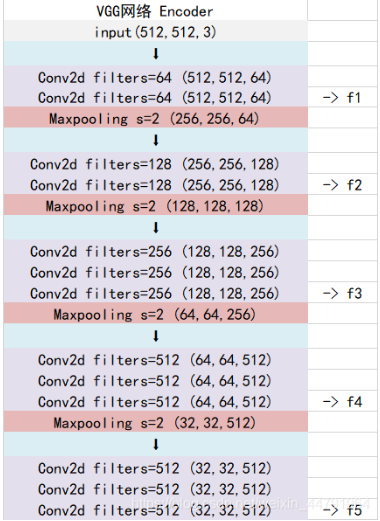 VGG网络 Encoder
input(512,512,3)
⬇
Conv2d filters=64 (512,512,64)
Conv2d filters=64 (512,512,64) -> f1
Maxpooling s=2 (256,256,64)
⬇
Conv2d filters=128 (256,256,128)
Conv2d filters=128 (256,256,128) -> f2
Maxpooling s=2 (128,128,128)
⬇
Conv2d filters=256 (128,128,256)
Conv2d filters=256 (128,128,256)
Conv2d filters=256 (128,128,256) -> f3
Maxpooling s=2 (64,64,256)
⬇
Conv2d filters=512 (64,64,512)
Conv2d filters=512 (64,64,512)
Conv2d filters=512 (64,64,512) -> f4
Maxpooling s=2 (32,32,512)
⬇
Conv2d filters=512 (32,32,512)
Conv2d filters=512 (32,32,512)
Conv2d filters=512 (32,32,512) -> f5